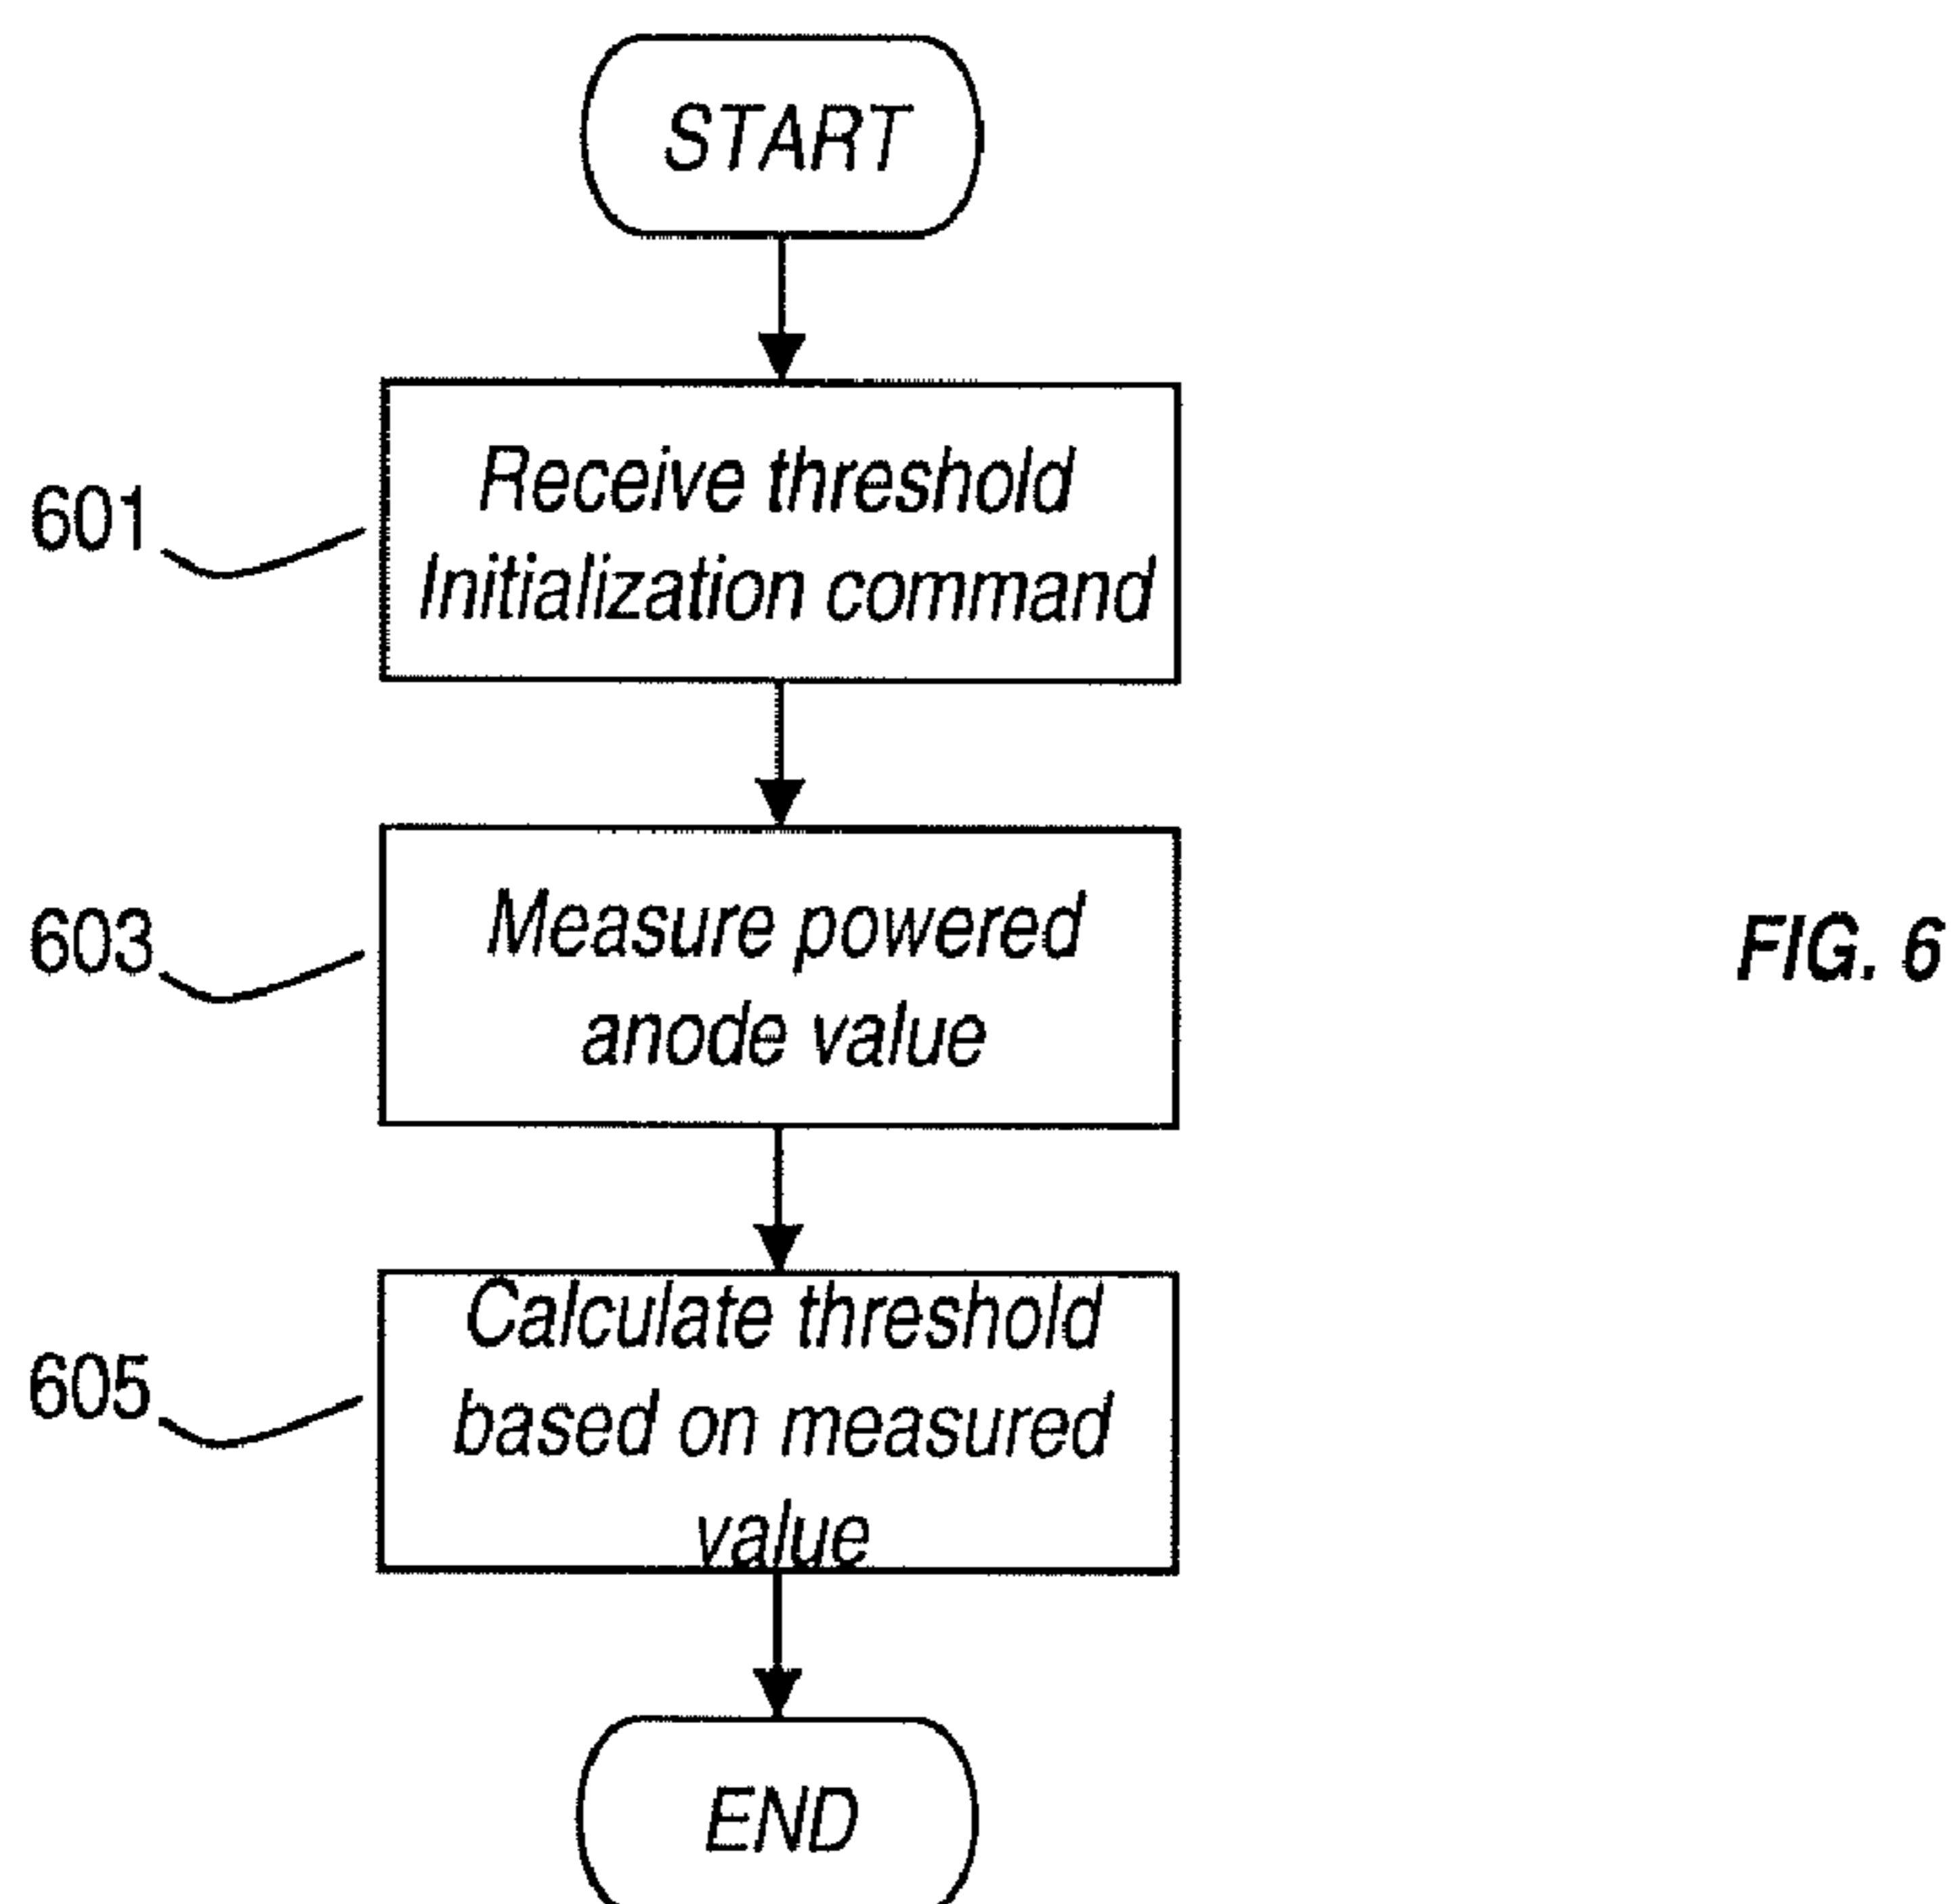 START
601
Receive threshold
Initialization command
603
Measure powered
anode value
FIG. 6
605
Calculate threshold
based on measured
value
END